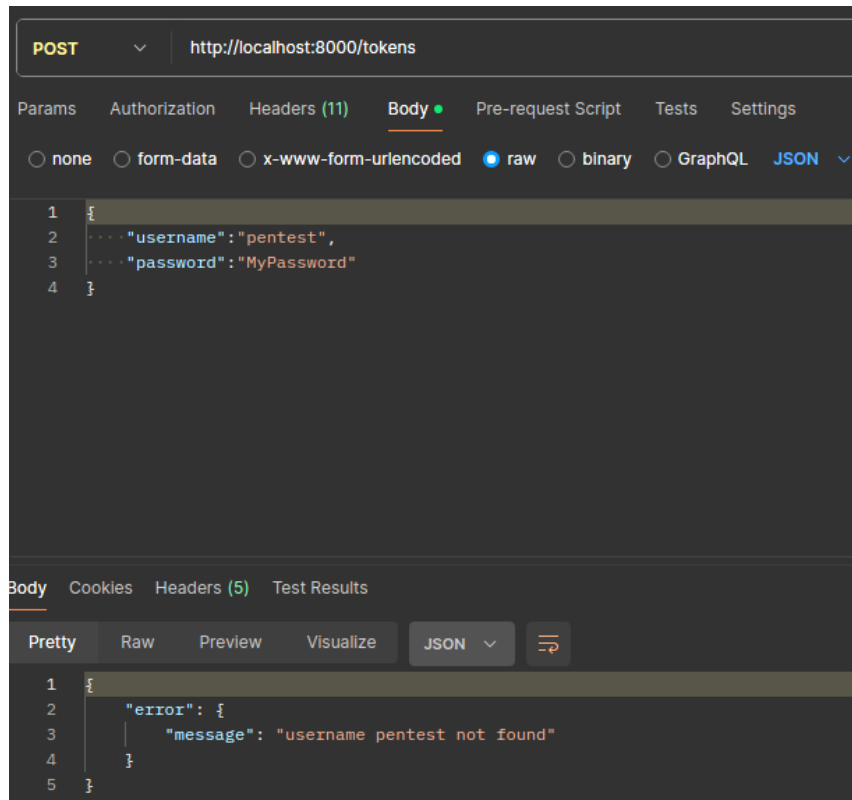 POST http://localhost:8000/tokens
Params Authorization Headers (11) Body Pre-request Script Tests Settings
none form-data x-www-form-urlencoded raw binary GraphQL JSON
1 {
2 "username":"pentest",
3 "password":"MyPassword"
4 }
Body Cookies Headers (5) Test Results
Pretty Raw Preview Visualize JSON
1 {
2 "error": {
3 "message": "username pentest not found"
4 }
5 }